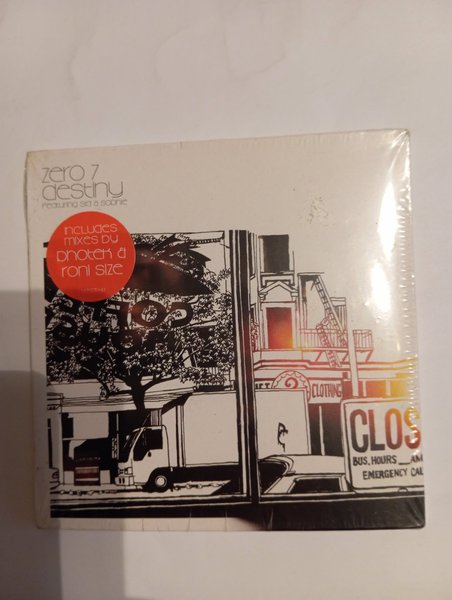 zero 7
destiny
featuring sia & sophie
INCLUDES
MIXES BY
PHOTEK &
RONI SIZE
CLOTHING
CLOS
BUS. HOURS
EMERGENCY CAL